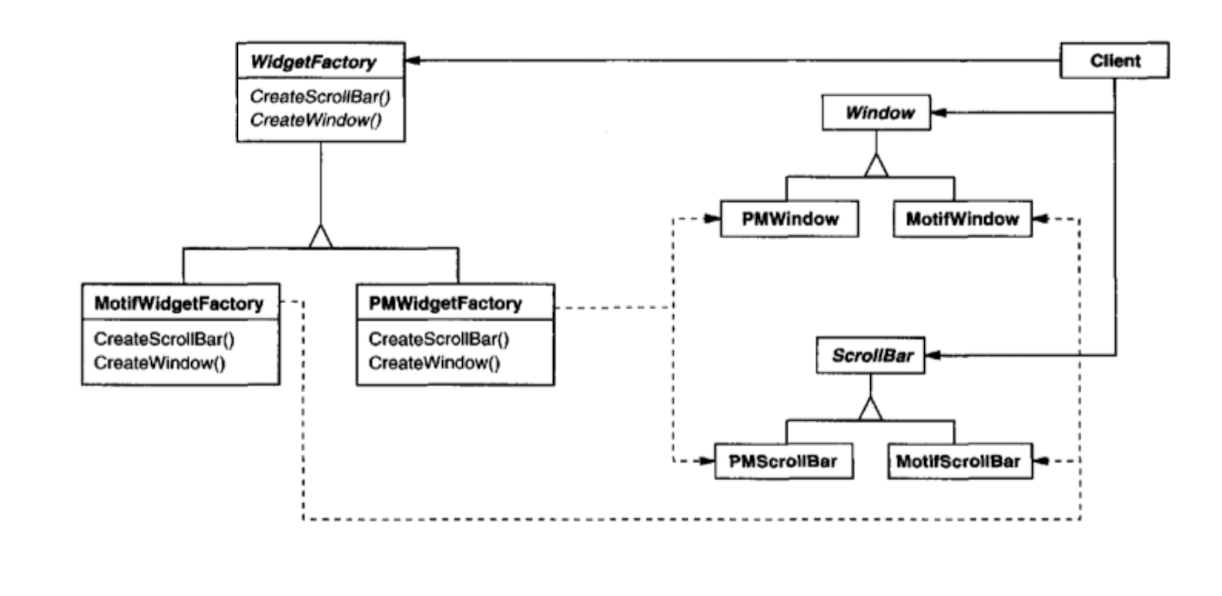 WidgetFactory
CreateScrollBar()
CreateWindow()
Client
Window
PMWindow
MotifWindow
MotifWidgetFactory
CreateScrollBar()
CreateWindow()
PMWidgetFactory
CreateScrollBar()
CreateWindow()
ScrollBar
PMScrollBar
MotifScrollBar